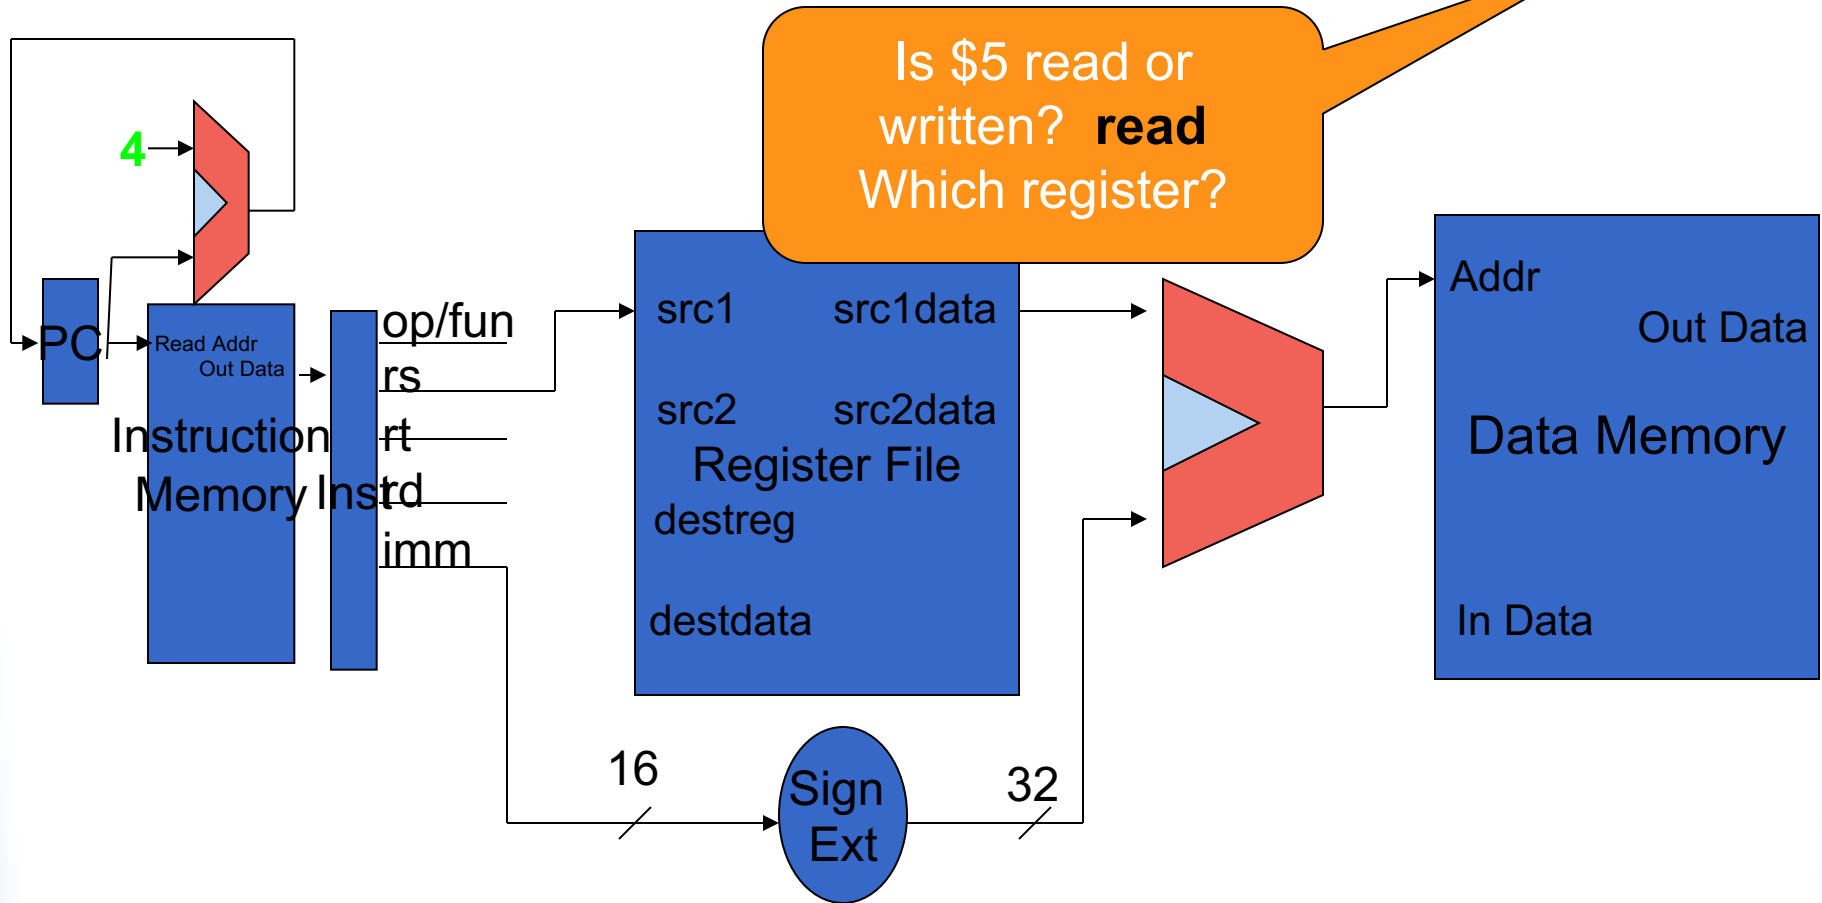 Is $5 read or
written? read
Which register?
4
PC
Read Addr
Out Data
Instruction
Memory
Inst
op/fun
rs
rt
rd
imm
src1
src1data
src2
src2data
Register File
destreg
destdata
Addr
Out Data
Data Memory
In Data
16
Sign
Ext
32